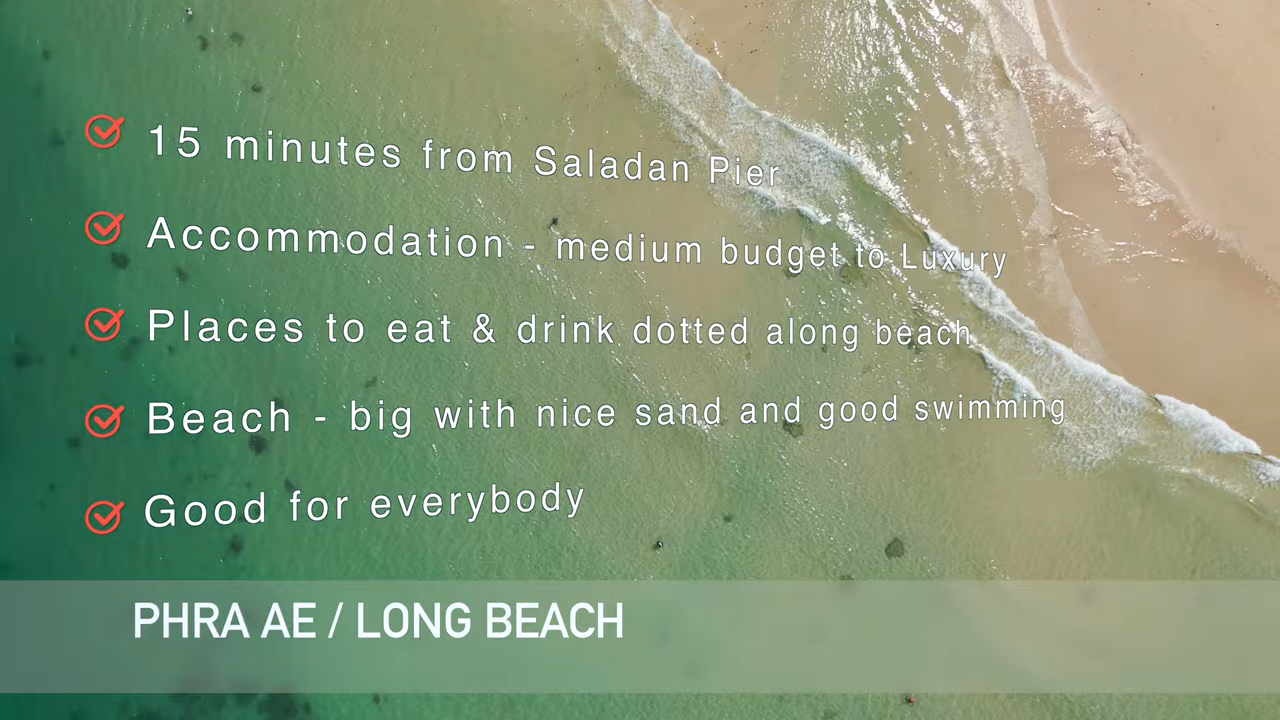 15 minutes from Saladan Pier
Accommodation - medium budget to Luxury
Places to eat & drink dotted along beach
Beach - big with nice sand and good swimming
Good for everybody
PHRA AE / LONG BEACH